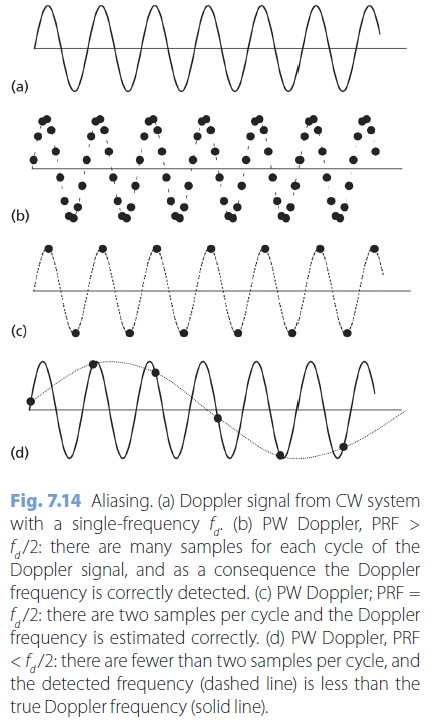 (a)
(b)
(c)
(d)
Fig. 7.14 Aliasing. (a) Doppler signal from CW system
with a single-frequency fd. (b) PW Doppler, PRF >
fd/2: there are many samples for each cycle of the
Doppler signal, and as a consequence the Doppler
frequency is correctly detected. (c) PW Doppler; PRF =
fd/2: there are two samples per cycle and the Doppler
frequency is estimated correctly. (d) PW Doppler, PRF
< fd/2: there are fewer than two samples per cycle, and
the detected frequency (dashed line) is less than the
true Doppler frequency (solid line).